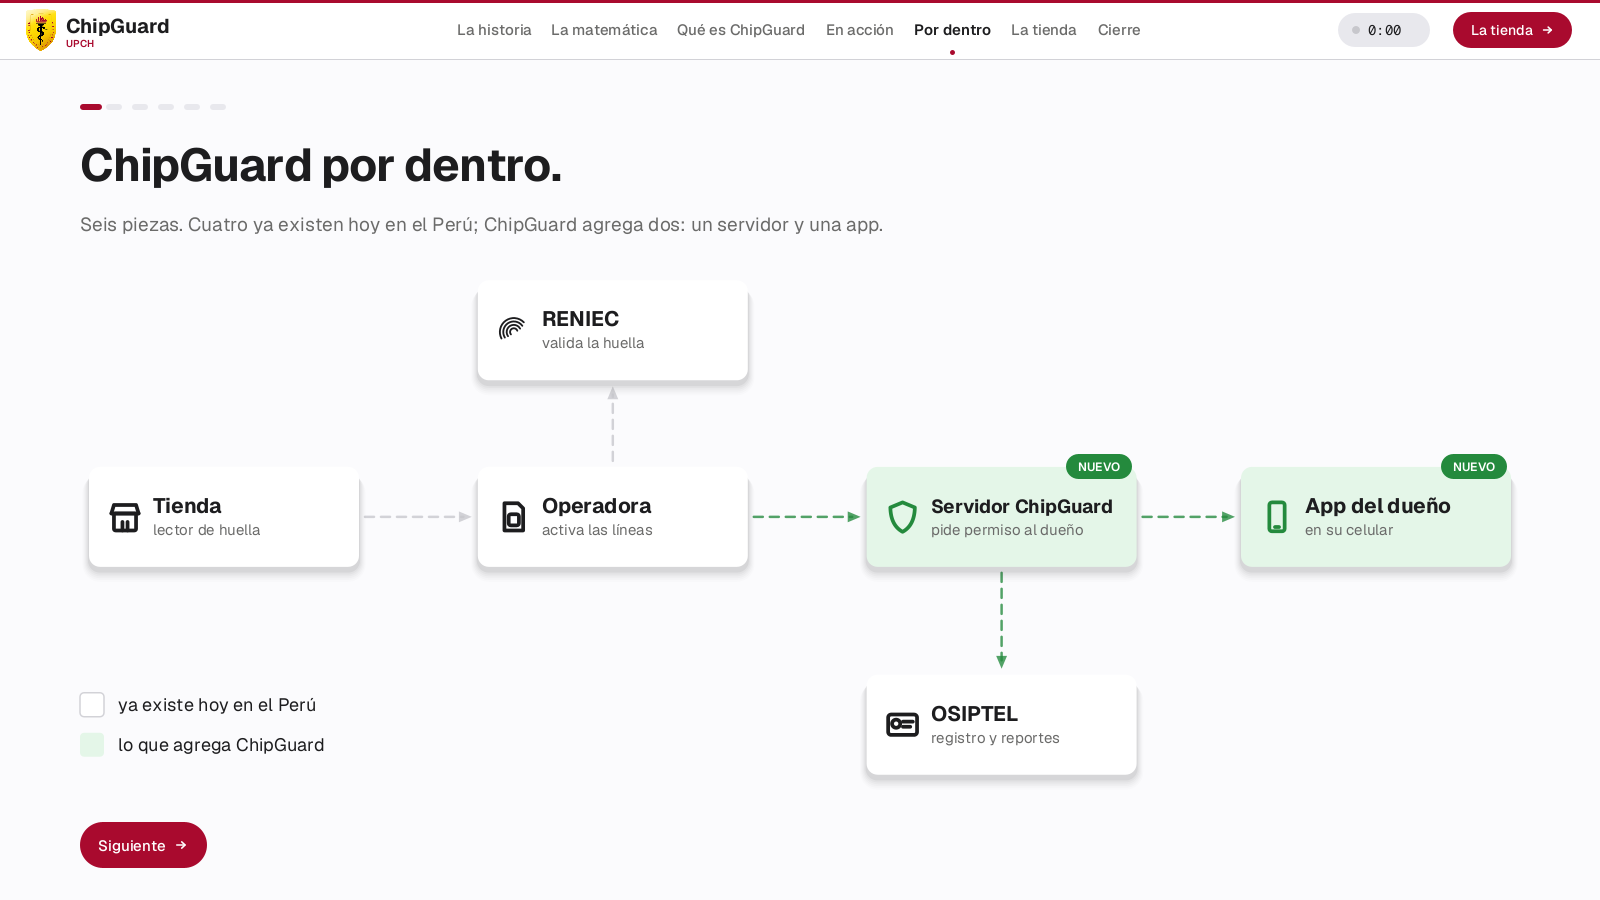 ChipGuard
UPCH
La historia
La matemática
Qué es ChipGuard
En acción
Por dentro
La tienda
Cierre
0:00
La tienda →
ChipGuard por dentro.
Seis piezas. Cuatro ya existen hoy en el Perú; ChipGuard agrega dos: un servidor y una app.
RENIEC
valida la huella
Tienda
lector de huella
Operadora
activa las líneas
NUEVO
Servidor ChipGuard
pide permiso al dueño
NUEVO
App del dueño
en su celular
OSIPTEL
registro y reportes
ya existe hoy en el Perú
lo que agrega ChipGuard
Siguiente →